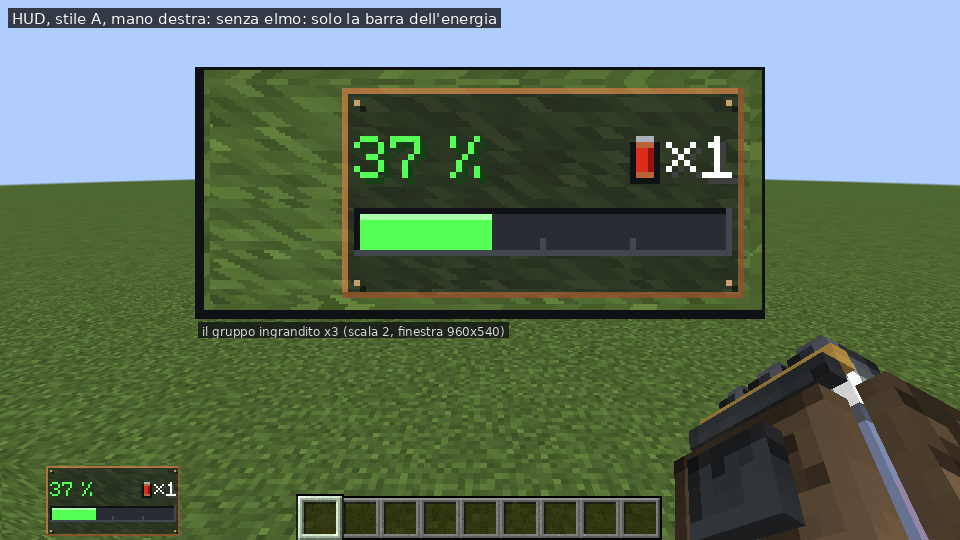 HUD, stile A, mano destra: senza elmo: solo la barra dell'energia
37 % x1
il gruppo ingrandito x3 (scala 2, finestra 960x540)
37 % x1